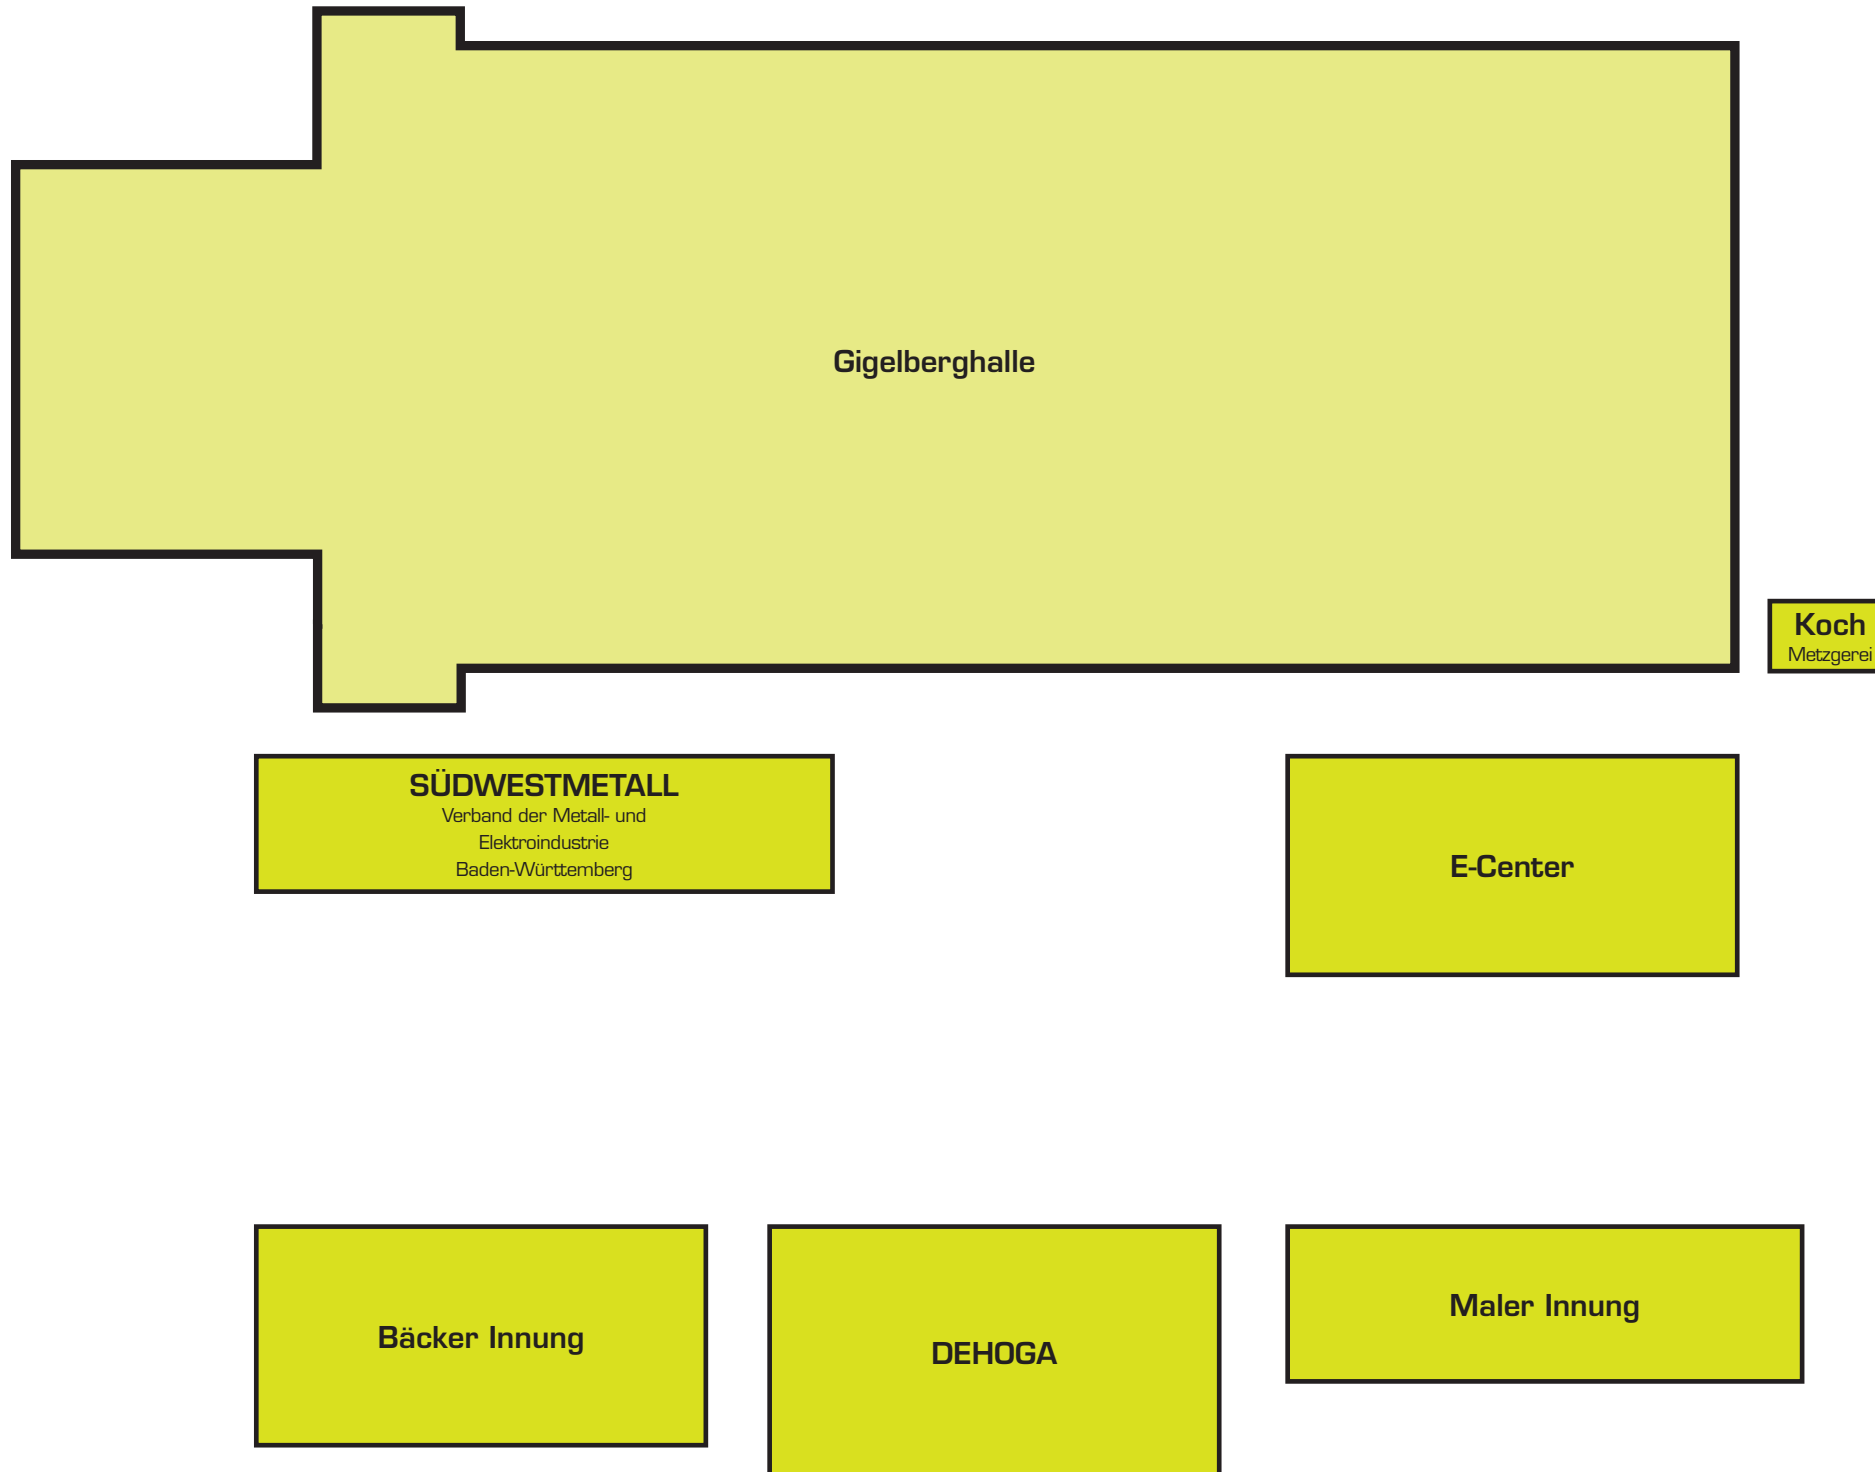 Gigelberghalle
Koch
Metzgerei
SÜDWESTMETALL
Verband der Metall- und
Elektroindustrie
Baden-Württemberg
E-Center
Bäcker Innung
DEHOGA
Maler Innung